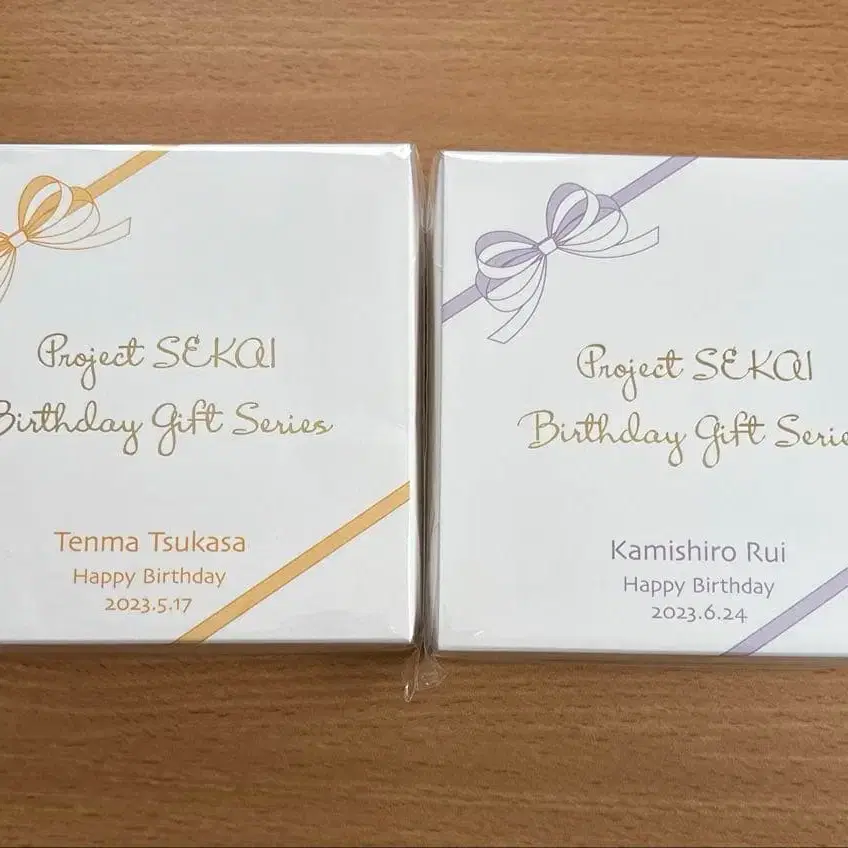 Project SEKAI
Birthday Gift Series
Tenma Tsukasa
Happy Birthday
2023.5.17
Project SEKAI
Birthday Gift Serie
Kamishiro Rui
Happy Birthday
2023.6.24